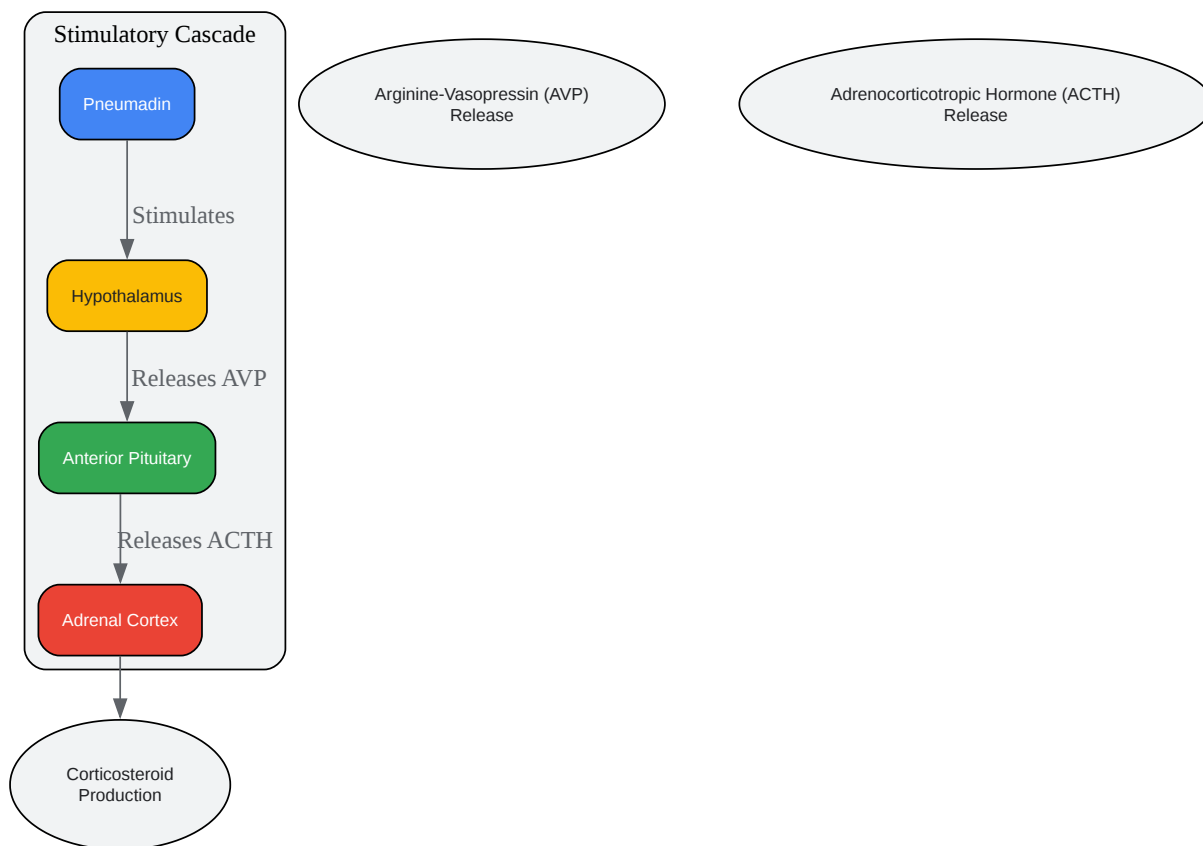 Stimulatory Cascade
Pneumadin
Arginine-Vasopressin (AVP)
Release
Adrenocorticotropic Hormone (ACTH)
Release
Stimulates
Hypothalamus
Releases AVP
Anterior Pituitary
Releases ACTH
Adrenal Cortex
Corticosteroid
Production